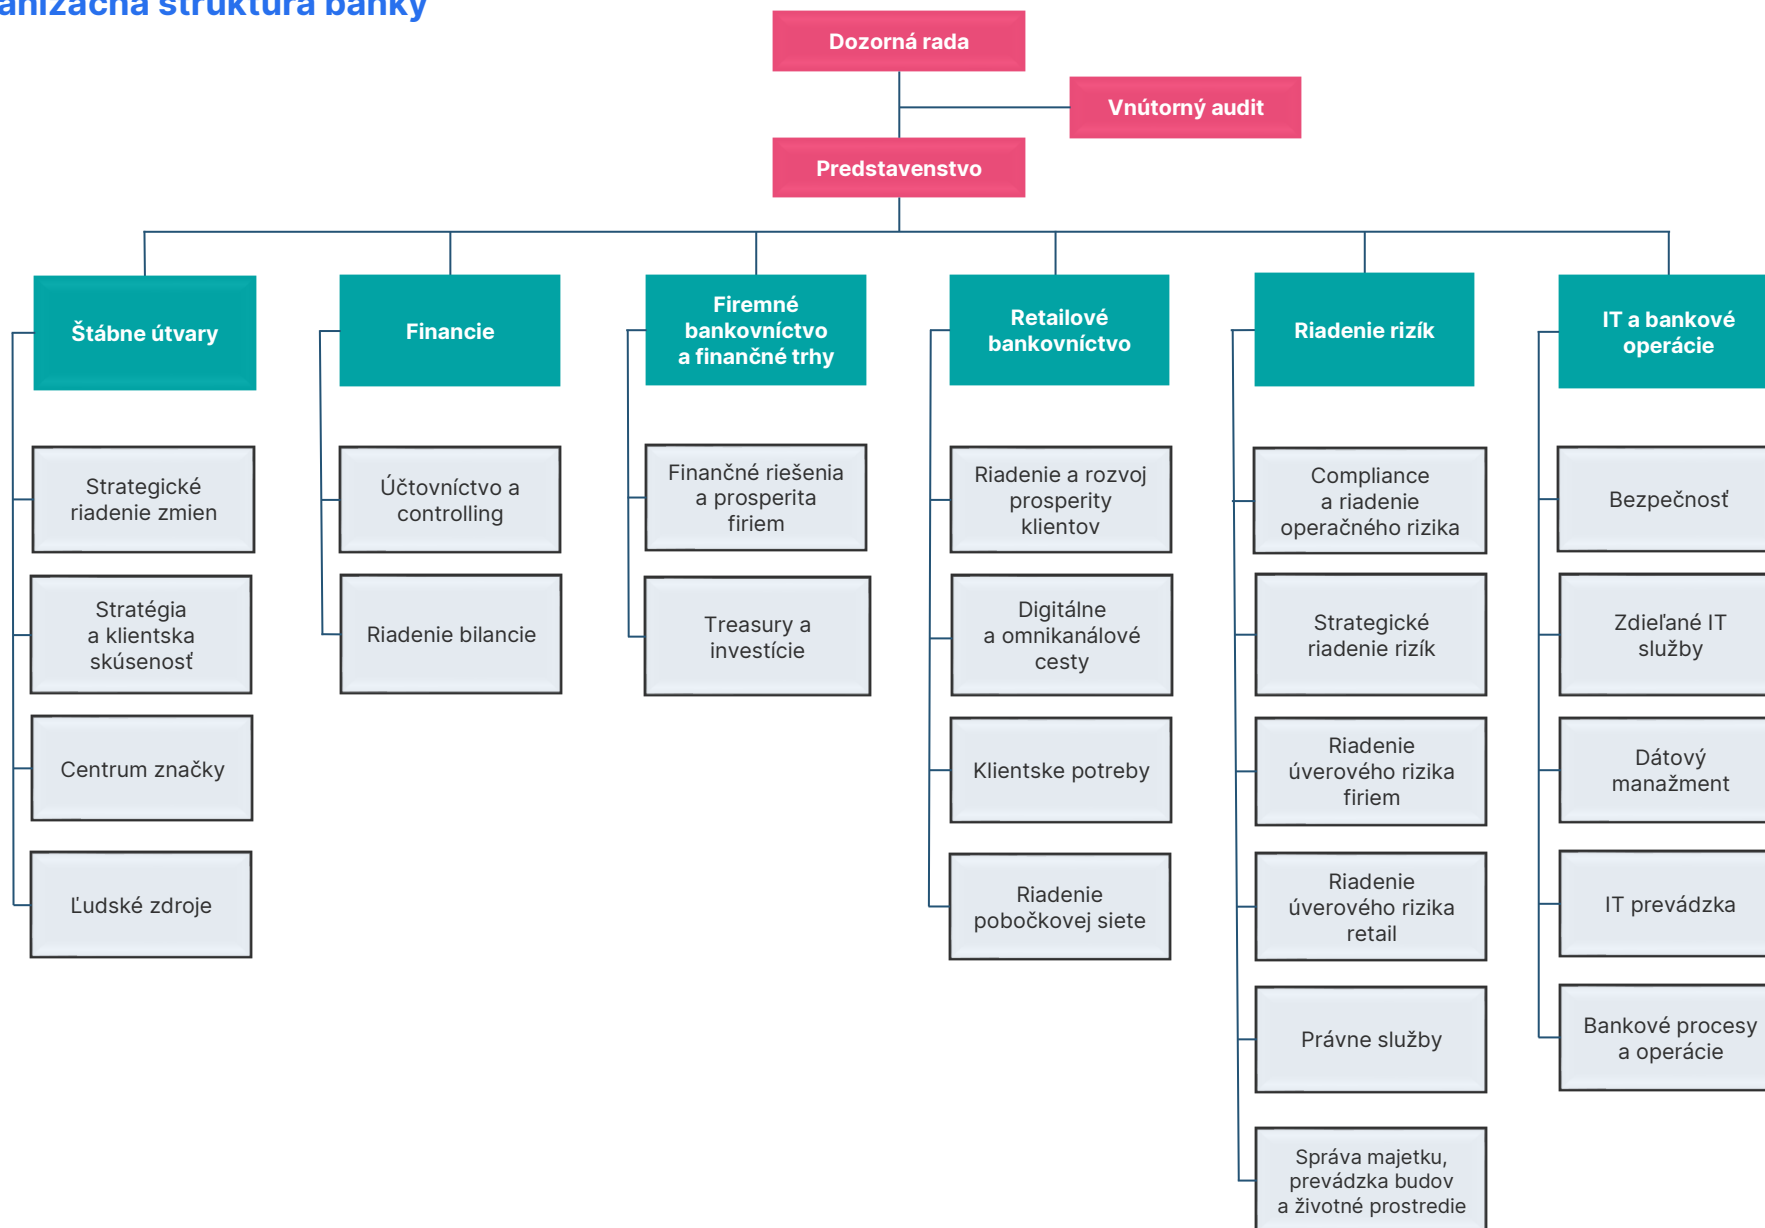 štruktúra banky
Dozorná rada
Vnútorný audit
Predstavenstvo
Štábne útvary
Financie
Firemné
bankovníctvo
a finančné trhy
Retailové
bankovníctvo
Riadenie rizík
IT a bankové
operácie
Strategické
riadenie zmien
Stratégia
a klientska
skúsenosť
Centrum značky
Ľudské zdroje
Účtovníctvo a
controlling
Riadenie bilancie
Finančné riešenia
a prosperita
firiem
Treasury a
investície
Riadenie a rozvoj
prosperity
klientov
Digitálne
a omnikanálové
cesty
Klientske potreby
Riadenie
pobočkovej siete
Compliance
a riadenie
operačného rizika
Strategické
riadenie rizík
Riadenie
úverového rizika
firiem
Riadenie
úverového rizika
retail
Právne služby
Správa majetku,
prevádzka budov
a životné prostredie
Bezpečnosť
Zdieľané IT
služby
Dátový
manažment
IT prevádzka
Bankové procesy
a operácie